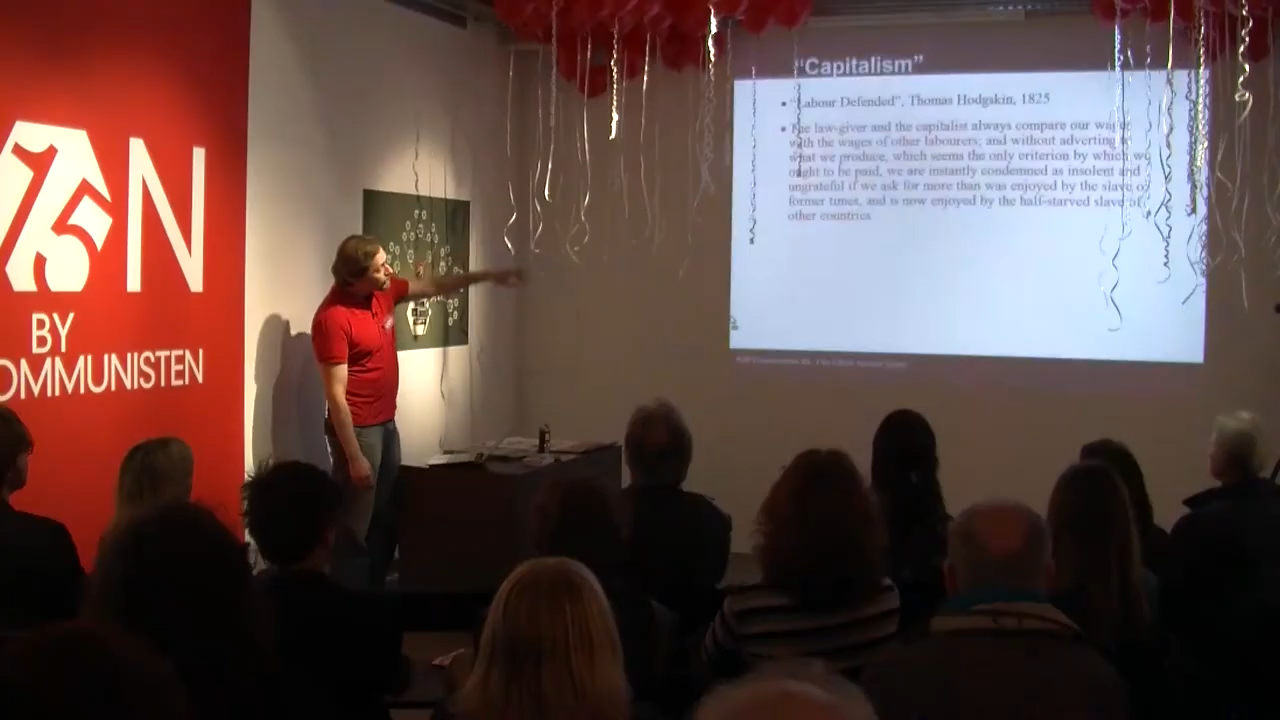 15 N
BY
OMMUNISTEN
“Capitalism”
• “Labour Defended”, Thomas Hodgskin, 1825
• The law-giver and the capitalist always compare our wages
with the wages of other labourers; and without adverting to
what we produce, which seems the only criterion by which we
ought to be paid, we are instantly condemned as insolent and
ungrateful if we ask for more than was enjoyed by the slave of
former times, and is now enjoyed by the half-starved slave of
other countries